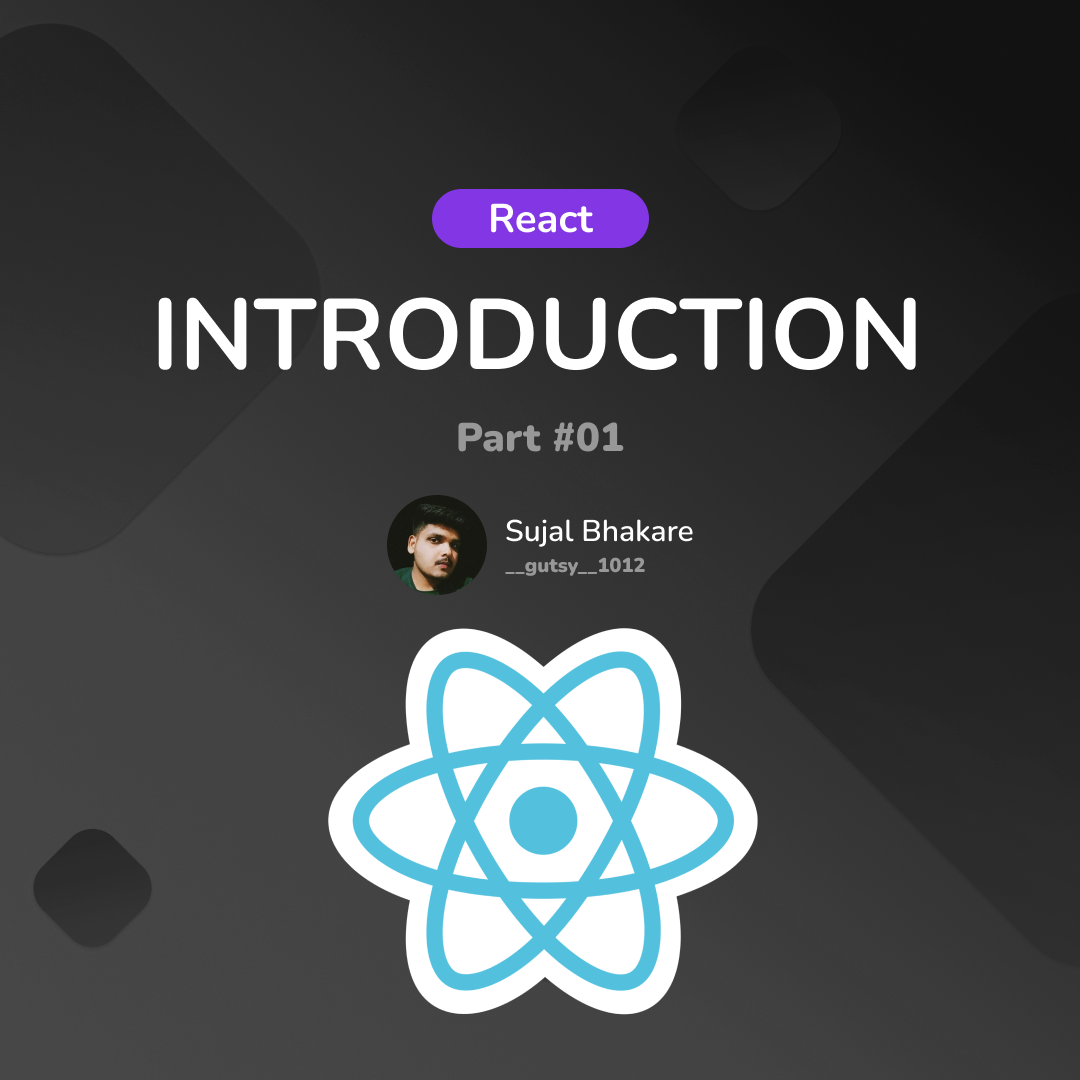 React
INTRODUCTION
Part #01
Sujal Bhakare
__gutsy__1012